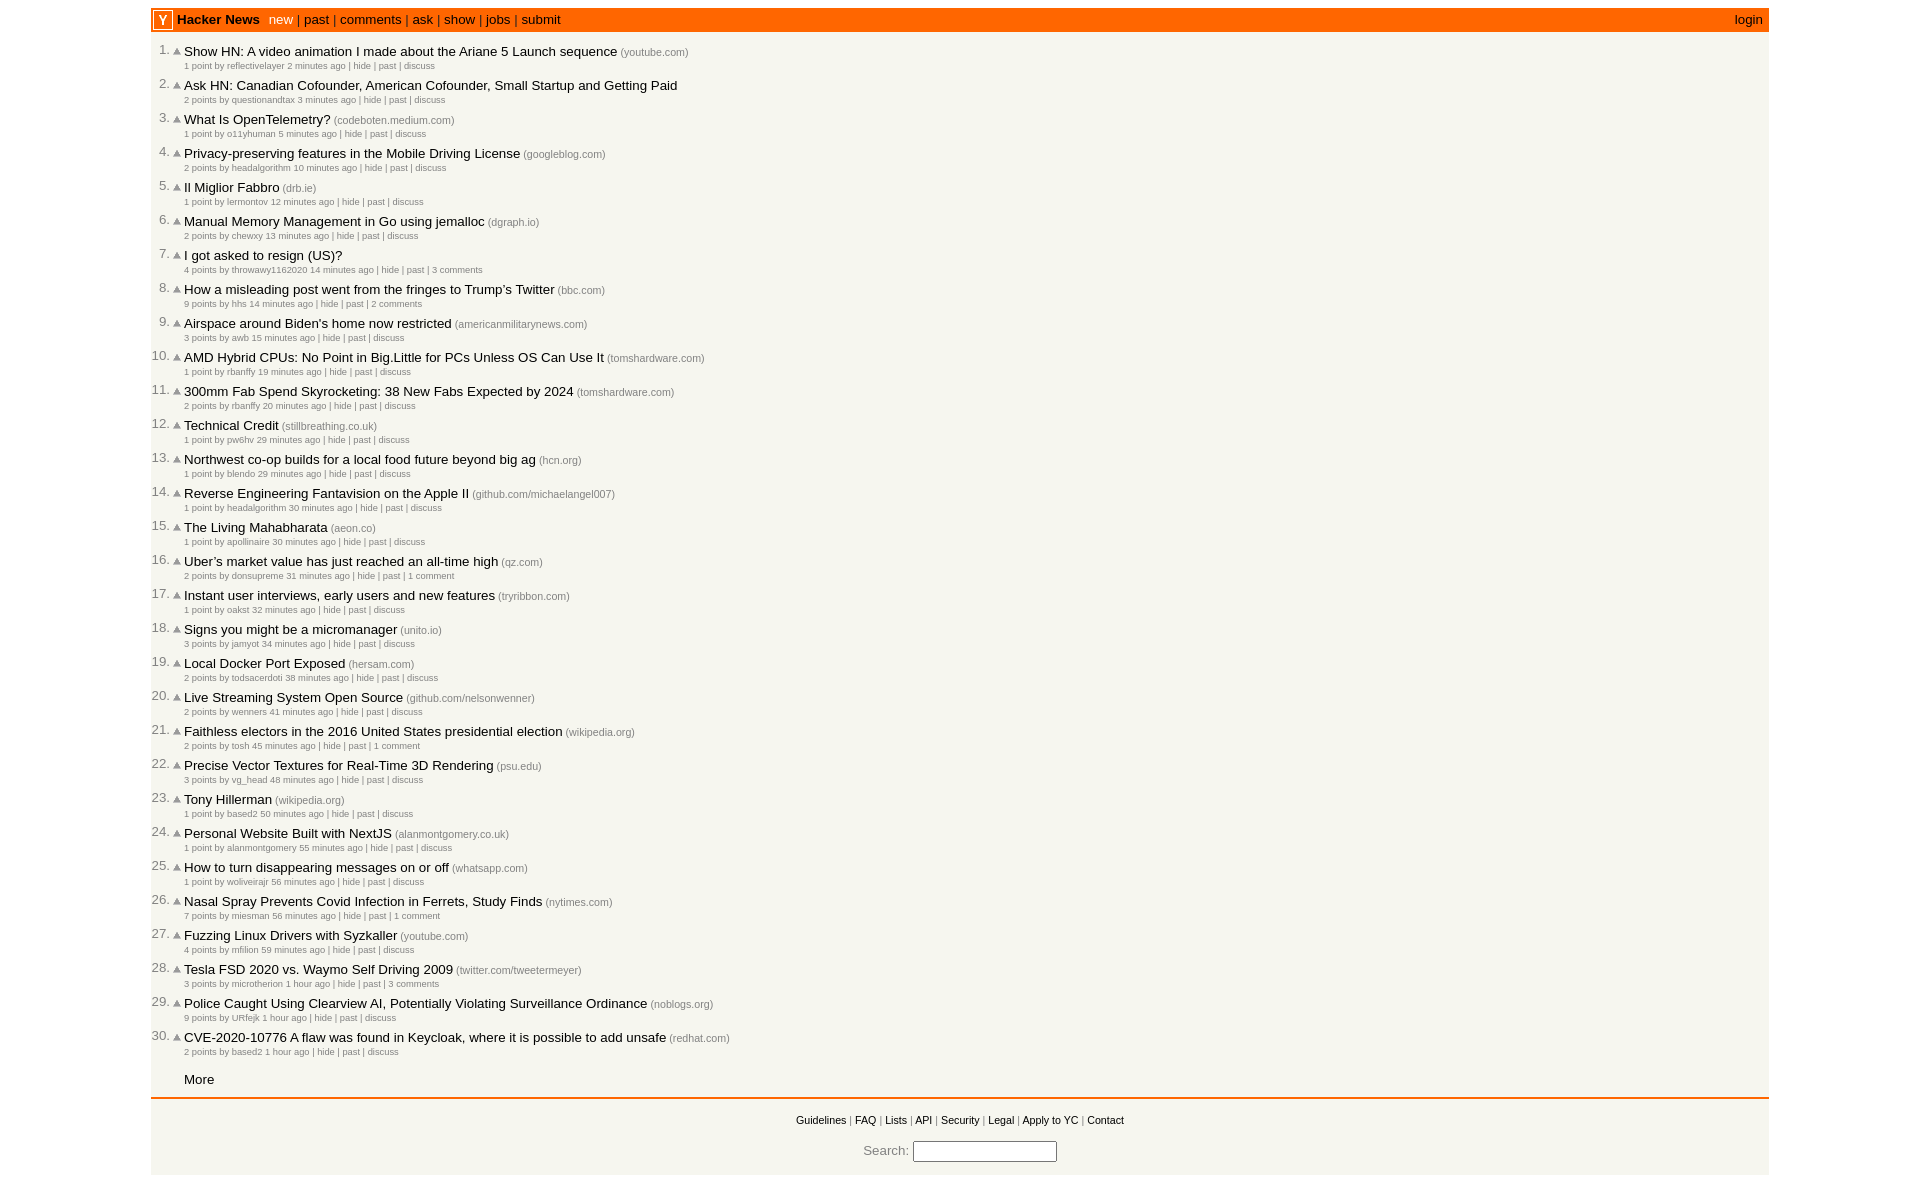 Y Hacker News new | past | comments | ask | show | jobs | submit login
1. Show HN: A video animation I made about the Ariane 5 Launch sequence (youtube.com)
1 point by reflectivelayer 2 minutes ago | hide | past | discuss
2. Ask HN: Canadian Cofounder, American Cofounder, Small Startup and Getting Paid
2 points by questionandtax 3 minutes ago | hide | past | discuss
3. What Is OpenTelemetry? (codeboten.medium.com)
1 point by o11yhuman 5 minutes ago | hide | past | discuss
4. Privacy-preserving features in the Mobile Driving License (googleblog.com)
2 points by headalgorithm 10 minutes ago | hide | past | discuss
5. Il Miglior Fabbro (drb.ie)
1 point by lermontov 12 minutes ago | hide | past | discuss
6. Manual Memory Management in Go using jemalloc (dgraph.io)
2 points by chewxy 13 minutes ago | hide | past | discuss
7. I got asked to resign (US)?
4 points by throwawy1162020 14 minutes ago | hide | past | 3 comments
8. How a misleading post went from the fringes to Trump’s Twitter (bbc.com)
9 points by hhs 14 minutes ago | hide | past | 2 comments
9. Airspace around Biden's home now restricted (americanmilitarynews.com)
3 points by awb 15 minutes ago | hide | past | discuss
10. AMD Hybrid CPUs: No Point in Big.Little for PCs Unless OS Can Use It (tomshardware.com)
1 point by rbanffy 19 minutes ago | hide | past | discuss
11. 300mm Fab Spend Skyrocketing: 38 New Fabs Expected by 2024 (tomshardware.com)
2 points by rbanffy 20 minutes ago | hide | past | discuss
12. Technical Credit (stillbreathing.co.uk)
1 point by pw6hv 29 minutes ago | hide | past | discuss
13. Northwest co-op builds for a local food future beyond big ag (hcn.org)
1 point by blendo 29 minutes ago | hide | past | discuss
14. Reverse Engineering Fantavision on the Apple II (github.com/michaelangel007)
1 point by headalgorithm 30 minutes ago | hide | past | discuss
15. The Living Mahabharata (aeon.co)
1 point by apollinaire 30 minutes ago | hide | past | discuss
16. Uber’s market value has just reached an all-time high (qz.com)
2 points by donsupreme 31 minutes ago | hide | past | 1 comment
17. Instant user interviews, early users and new features (tryribbon.com)
1 point by oakst 32 minutes ago | hide | past | discuss
18. Signs you might be a micromanager (unito.io)
3 points by jamyot 34 minutes ago | hide | past | discuss
19. Local Docker Port Exposed (hersam.com)
2 points by todsacerdoti 38 minutes ago | hide | past | discuss
20. Live Streaming System Open Source (github.com/nelsonwenner)
2 points by wenners 41 minutes ago | hide | past | discuss
21. Faithless electors in the 2016 United States presidential election (wikipedia.org)
2 points by tosh 45 minutes ago | hide | past | 1 comment
22. Precise Vector Textures for Real-Time 3D Rendering (psu.edu)
3 points by vg_head 48 minutes ago | hide | past | discuss
23. Tony Hillerman (wikipedia.org)
1 point by based2 50 minutes ago | hide | past | discuss
24. Personal Website Built with NextJS (alanmontgomery.co.uk)
1 point by alanmontgomery 55 minutes ago | hide | past | discuss
25. How to turn disappearing messages on or off (whatsapp.com)
1 point by woliveirajr 56 minutes ago | hide | past | discuss
26. Nasal Spray Prevents Covid Infection in Ferrets, Study Finds (nytimes.com)
7 points by miesman 56 minutes ago | hide | past | 1 comment
27. Fuzzing Linux Drivers with Syzkaller (youtube.com)
4 points by mfilion 59 minutes ago | hide | past | discuss
28. Tesla FSD 2020 vs. Waymo Self Driving 2009 (twitter.com/tweetermeyer)
3 points by microtherion 1 hour ago | hide | past | 3 comments
29. Police Caught Using Clearview AI, Potentially Violating Surveillance Ordinance (noblogs.org)
9 points by URfejk 1 hour ago | hide | past | discuss
30. CVE-2020-10776 A flaw was found in Keycloak, where it is possible to add unsafe (redhat.com)
2 points by based2 1 hour ago | hide | past | discuss
More
Guidelines | FAQ | Lists | API | Security | Legal | Apply to YC | Contact
Search: